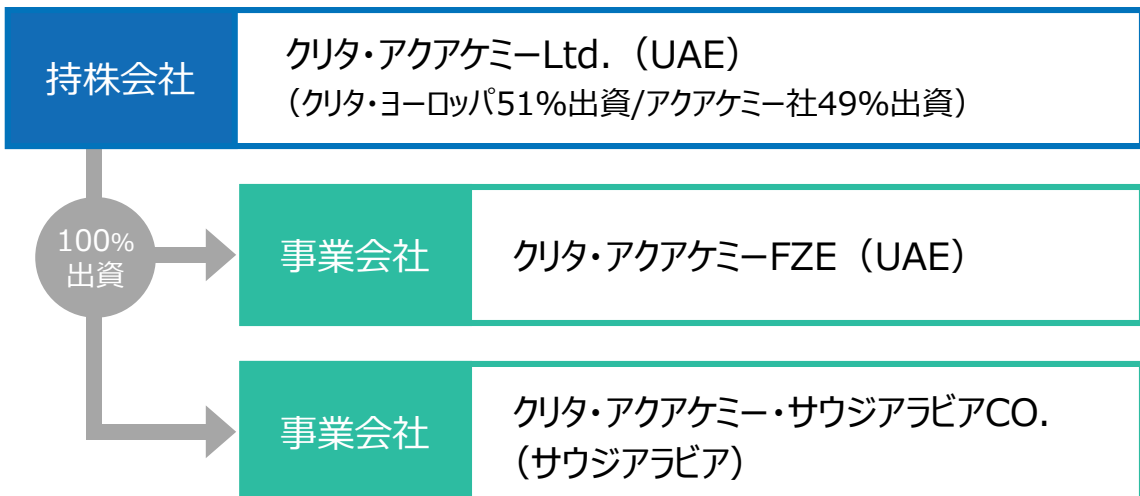 持株会社
クリタ・アクアケミーLtd.（UAE）
（クリタ・ヨーロッパ51%出資/アクアケミー社49%出資）
100%
出資
事業会社
クリタ・アクアケミーFZE（UAE）
事業会社
クリタ・アクアケミー・サウジアラビアCO.
（サウジアラビア）